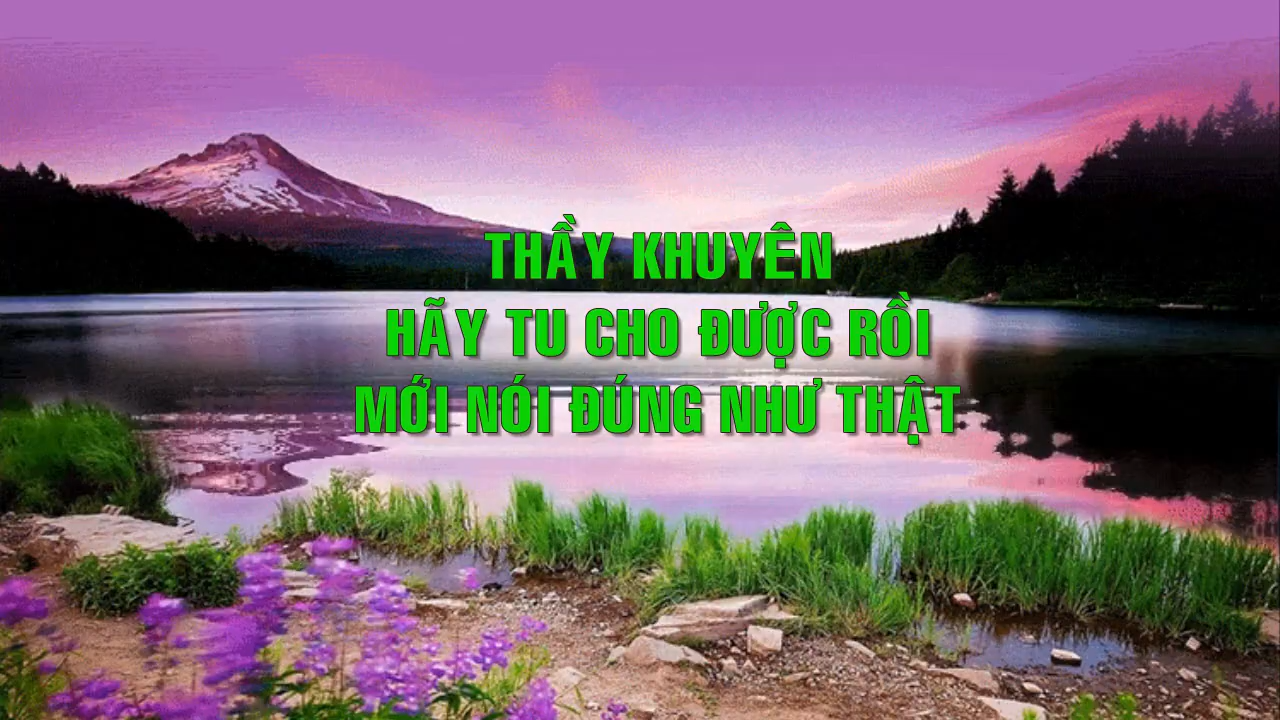 THẦY KHUYÊN
HÃY TU CHO ĐƯỢC RỒI
MỚI NÓI ĐÚNG NHƯ THẬT